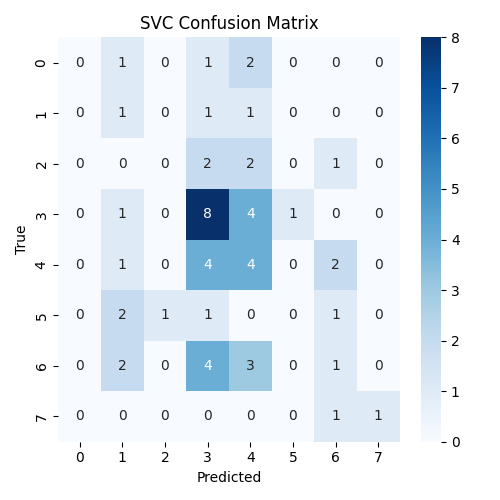 SVC Confusion Matrix
0 0 1 0 1 2 0 0 0
1 0 1 0 1 1 0 0 0
2 0 0 0 2 2 0 1 0
3 0 1 0 8 4 1 0 0
4 0 1 0 4 4 0 2 0
5 0 2 1 1 0 0 1 0
6 0 2 0 4 3 0 1 0
7 0 0 0 0 0 0 1 1
0 1 2 3 4 5 6 7
True
Predicted
8
7
6
5
4
3
2
1
0